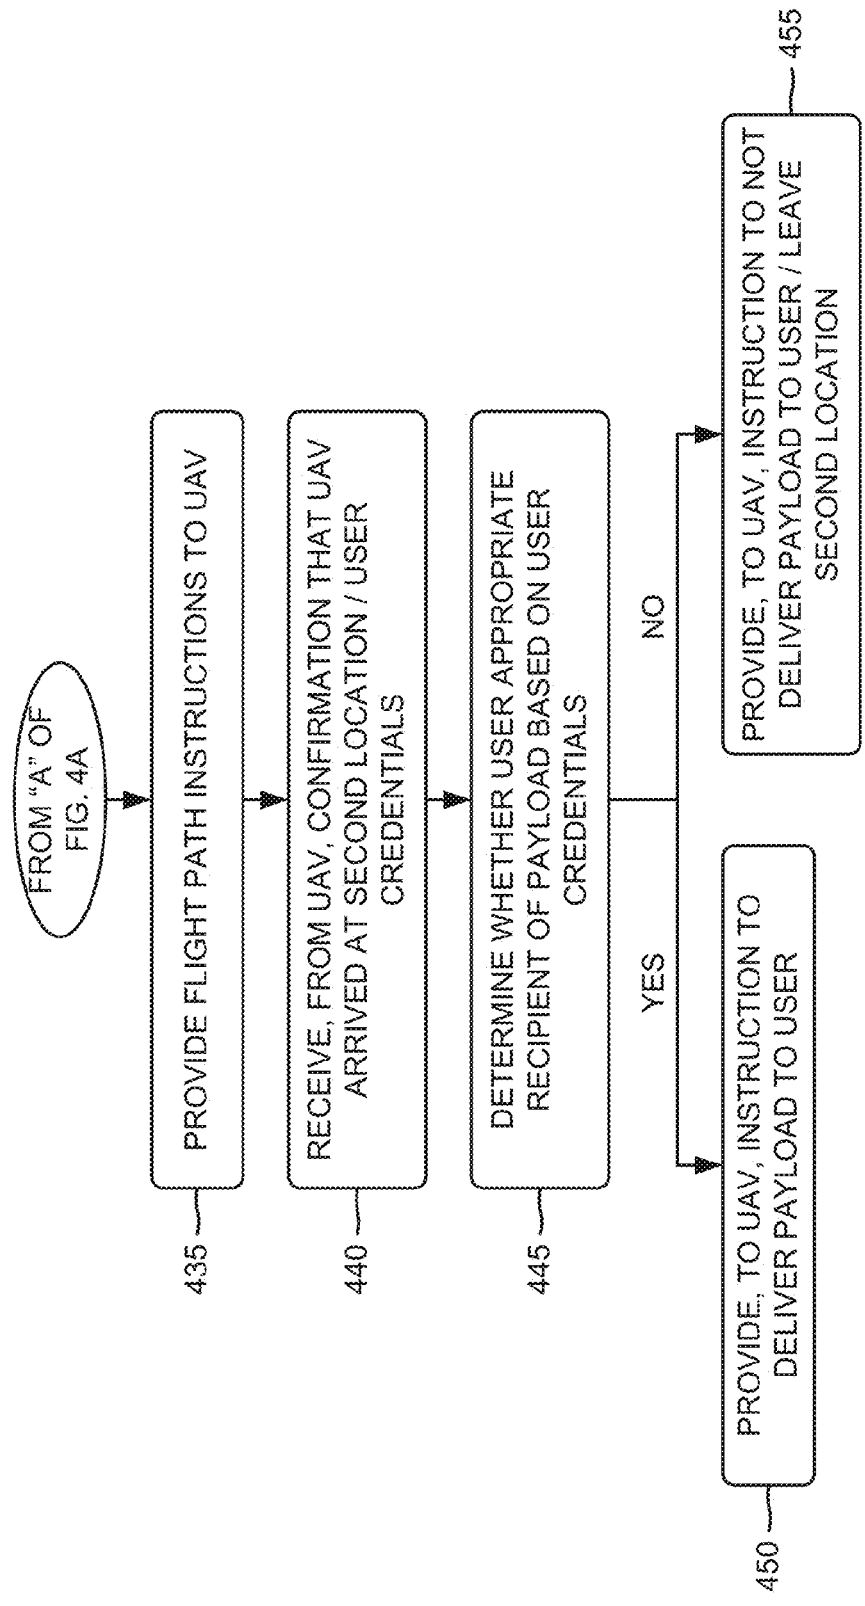 FROM "A" OF
FIG. 4A
PROVIDE FLIGHT PATH INSTRUCTIONS TO UAV
435
RECEIVE, FROM UAV, CONFIRMATION THAT UAV
ARRIVED AT SECOND LOCATION / USER
CREDENTIALS
440
DETERMINE WHETHER USER APPROPRIATE
RECIPIENT OF PAYLOAD BASED ON USER
CREDENTIALS
445
YES
NO
PROVIDE, TO UAV, INSTRUCTION TO
DELIVER PAYLOAD TO USER
450
PROVIDE, TO UAV, INSTRUCTION TO NOT
DELIVER PAYLOAD TO USER / LEAVE
SECOND LOCATION
455